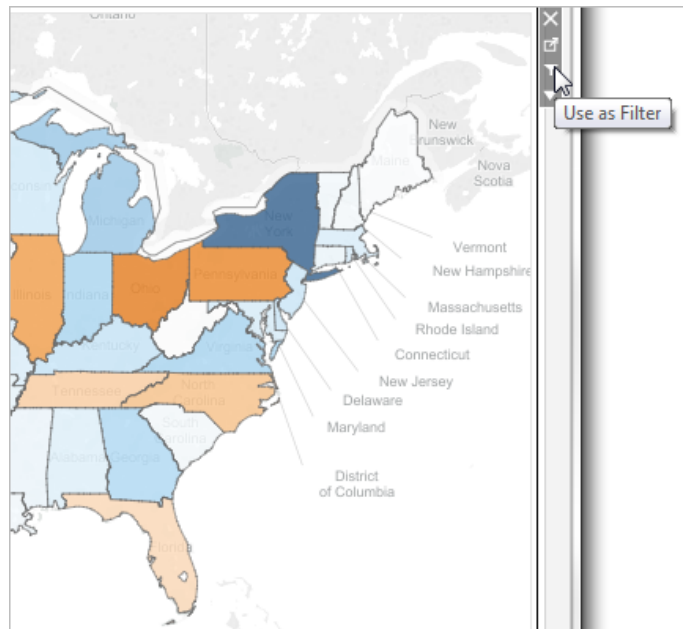 Ontario
New
Brunswick
Maine
Nova
Scotia
consin
Michigan
New
York
Vermont
New Hampshire
Massachusetts
Rhode Island
Connecticut
New Jersey
Delaware
Maryland
District
of Columbia
Pennsylvania
Illinois
Indiana
Ohio
Kentucky
Virginia
Tennessee
North
Carolina
South
Carolina
Alabama
Georgia
Florida
Use as Filter